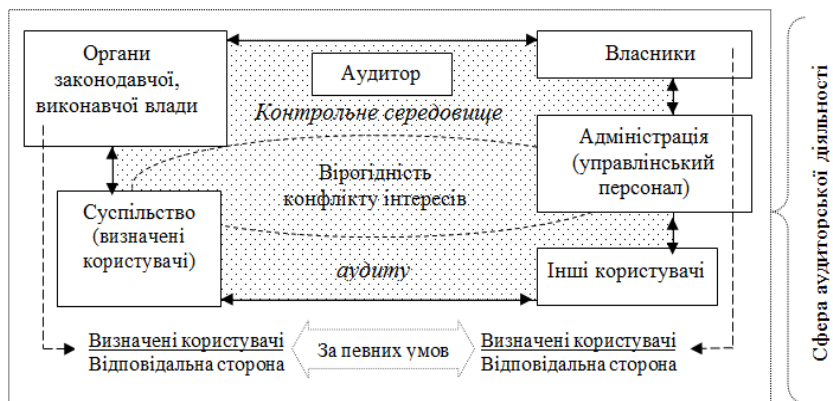 Органи
законодавчої,
виконавчої влади
Аудитор
Власники
Контрольне середовище
Адміністрація
(управлінський
персонал)
Вірогідність
конфлікту інтересів
Суспільство
(визначені
користувачі)
аудиту
Інші користувачі
Визначені користувачі
Відповідальна сторона
За певних умов
Визначені користувачі
Відповідальна сторона
Сфера аудиторської діяльності